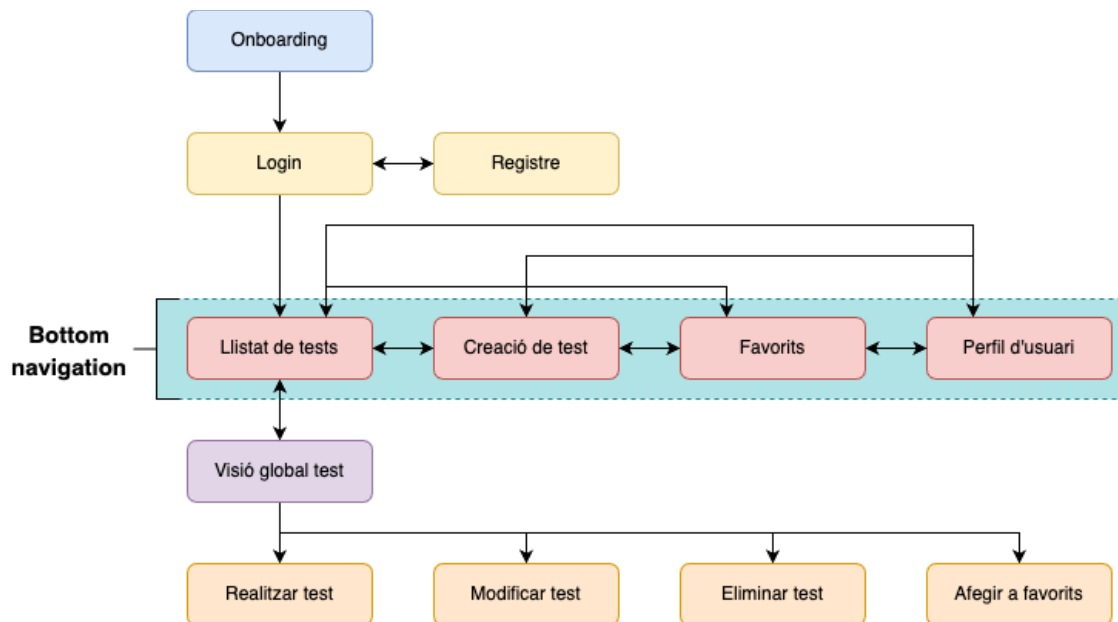 Onboarding
Login
Registre
Bottom
navigation
Llistat de tests
Creació de test
Favorits
Perfil d'usuari
Visió global test
Realitzar test
Modificar test
Eliminar test
Afegir a favorits